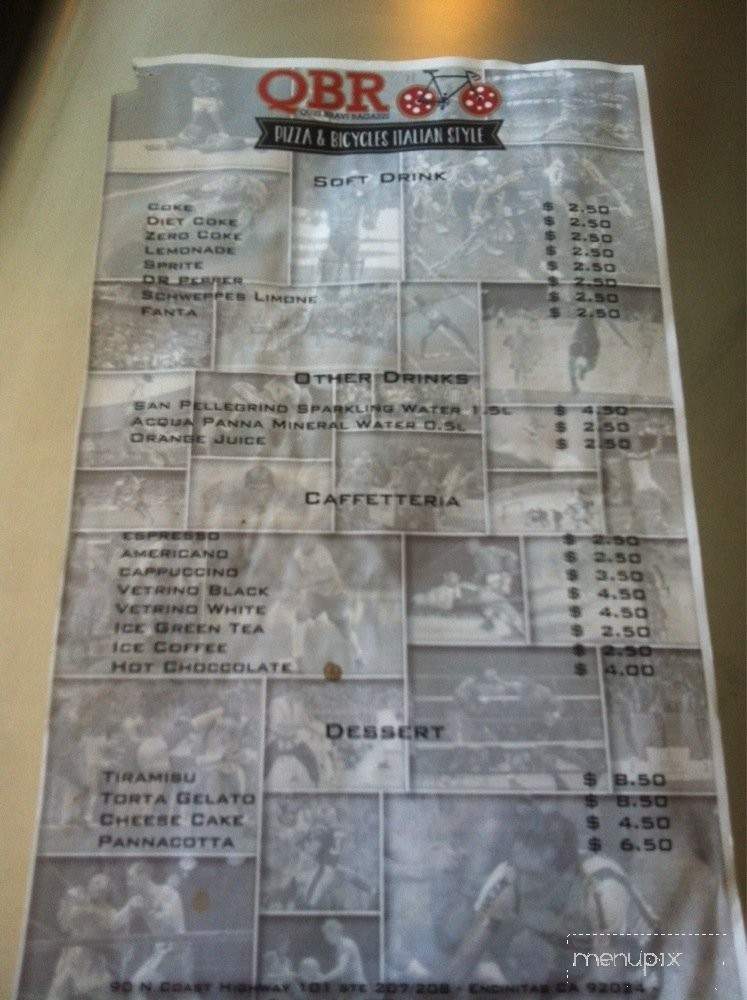 QBR
QUEI BRAVI RAGAZZI
PIZZA & BICYCLES ITALIAN STYLE
SOFT DRINK
COKE $ 2.50
DIET COKE $ 2.50
ZERO COKE $ 2.50
LEMONADE $ 2.50
SPRITE $ 2.50
DR PEPPER $ 2.50
SCHWEPPES LIMONE $ 2.50
FANTA $ 2.50
OTHER DRINKS
SAN PELLEGRINO SPARKLING WATER 1.5L $ 4.50
ACQUA PANNA MINERAL WATER 0.5L $ 2.50
ORANGE JUICE $ 2.50
CAFFETTERIA
ESPRESSO $ 2.50
AMERICANO $ 2.50
CAPPUCCINO $ 3.50
VETRINO BLACK $ 4.50
VETRINO WHITE $ 4.50
ICE GREEN TEA $ 2.50
ICE COFFEE $ 2.50
HOT CHOCCOLATE $ 4.00
DESSERT
TIRAMISU $ 8.50
TORTA GELATO $ 8.50
CHEESE CAKE $ 4.50
PANNACOTTA $ 6.50
90 N COAST HIGHWAY 101 STE 207/208 - ENCINITAS CA 92024 -
menupix